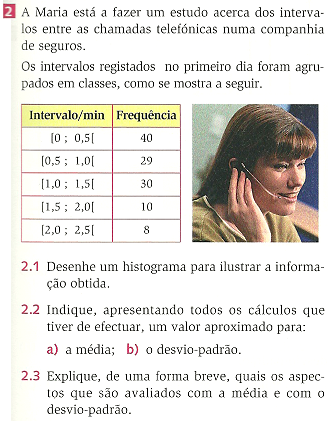 2 A Maria está a fazer um estudo acerca dos interva-
los entre as chamadas telefónicas numa companhia
de seguros.
Os intervalos registados no primeiro dia foram agru-
pados em classes, como se mostra a seguir.
Intervalo/min Frequência
[0 ; 0,5[ 40
[0,5 ; 1,0[ 29
[1,0 ; 1,5[ 30
[1,5 ; 2,0[ 10
[2,0 ; 2,5[ 8
2.1 Desenhe um histograma para ilustrar a informa-
ção obtida.
2.2 Indique, apresentando todos os cálculos que
tiver de efectuar, um valor aproximado para:
a) a média; b) o desvio-padrão.
2.3 Explique, de uma forma breve, quais os aspec-
tos que são avaliados com a média e com o
desvio-padrão.